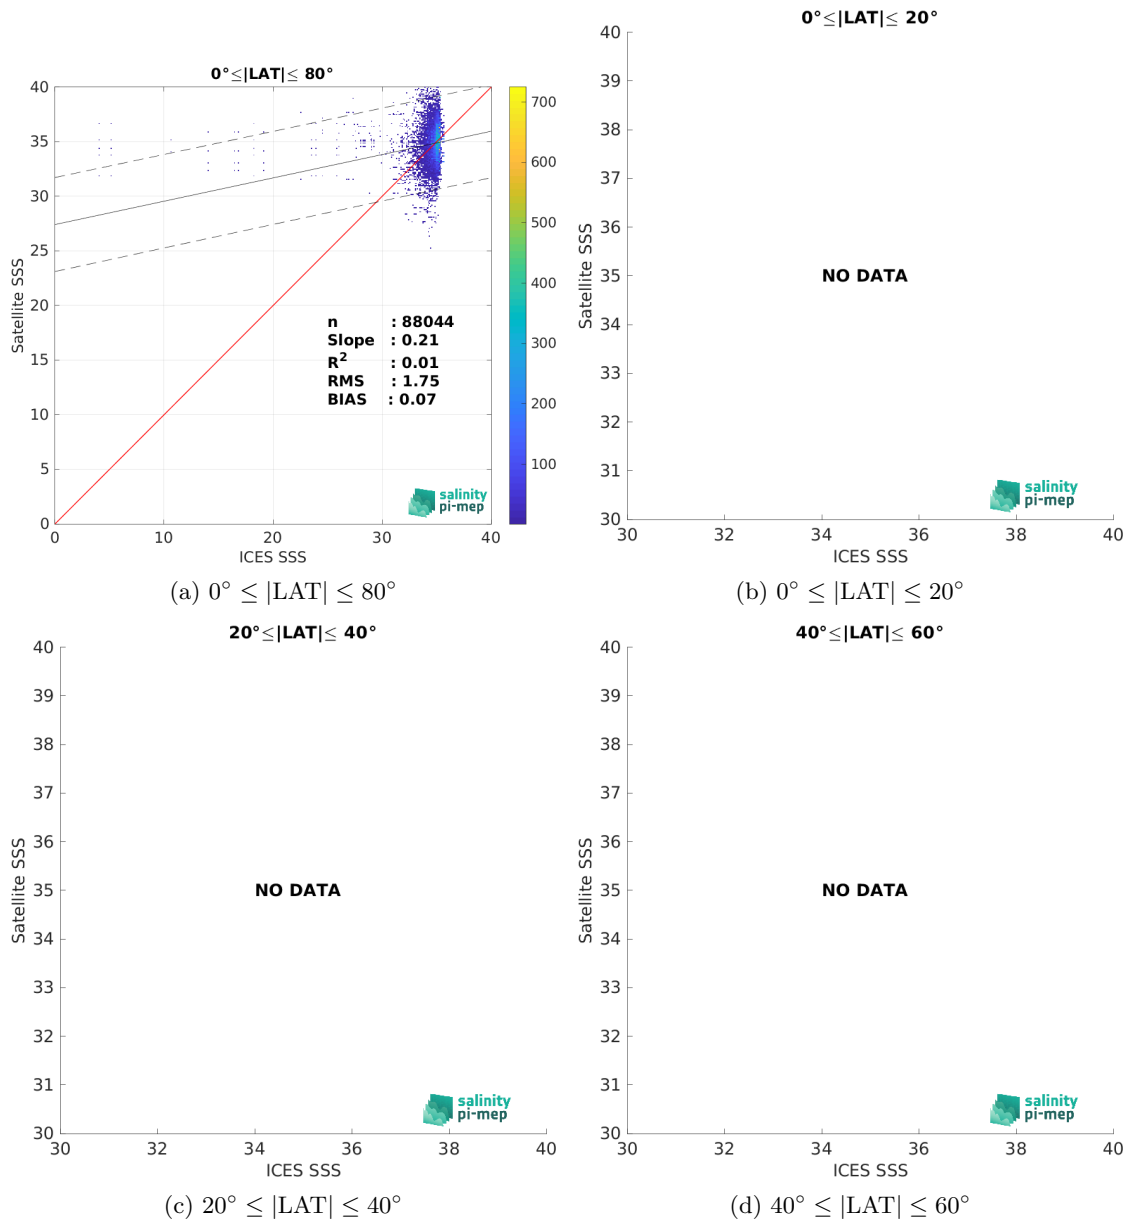 0°≤|LAT|≤ 80°
40
35
30
25
20
15
10
5
0
Satellite SSS
700
600
500
400
300
200
100
n : 88044
Slope : 0.21
R² : 0.01
RMS : 1.75
BIAS : 0.07
salinity
pi-mep
0 10 20 30 40
ICES SSS
(a) 0° ≤ |LAT| ≤ 80°
0°≤|LAT|≤ 20°
40
39
38
37
36
35
34
33
32
31
30
Satellite SSS
NO DATA
salinity
pi-mep
30 32 34 36 38 40
ICES SSS
(b) 0° ≤ |LAT| ≤ 20°
20°≤|LAT|≤ 40°
40
39
38
37
36
35
34
33
32
31
30
Satellite SSS
NO DATA
salinity
pi-mep
30 32 34 36 38 40
ICES SSS
(c) 20° ≤ |LAT| ≤ 40°
40°≤|LAT|≤ 60°
40
39
38
37
36
35
34
33
32
31
30
Satellite SSS
NO DATA
salinity
pi-mep
30 32 34 36 38 40
ICES SSS
(d) 40° ≤ |LAT| ≤ 60°